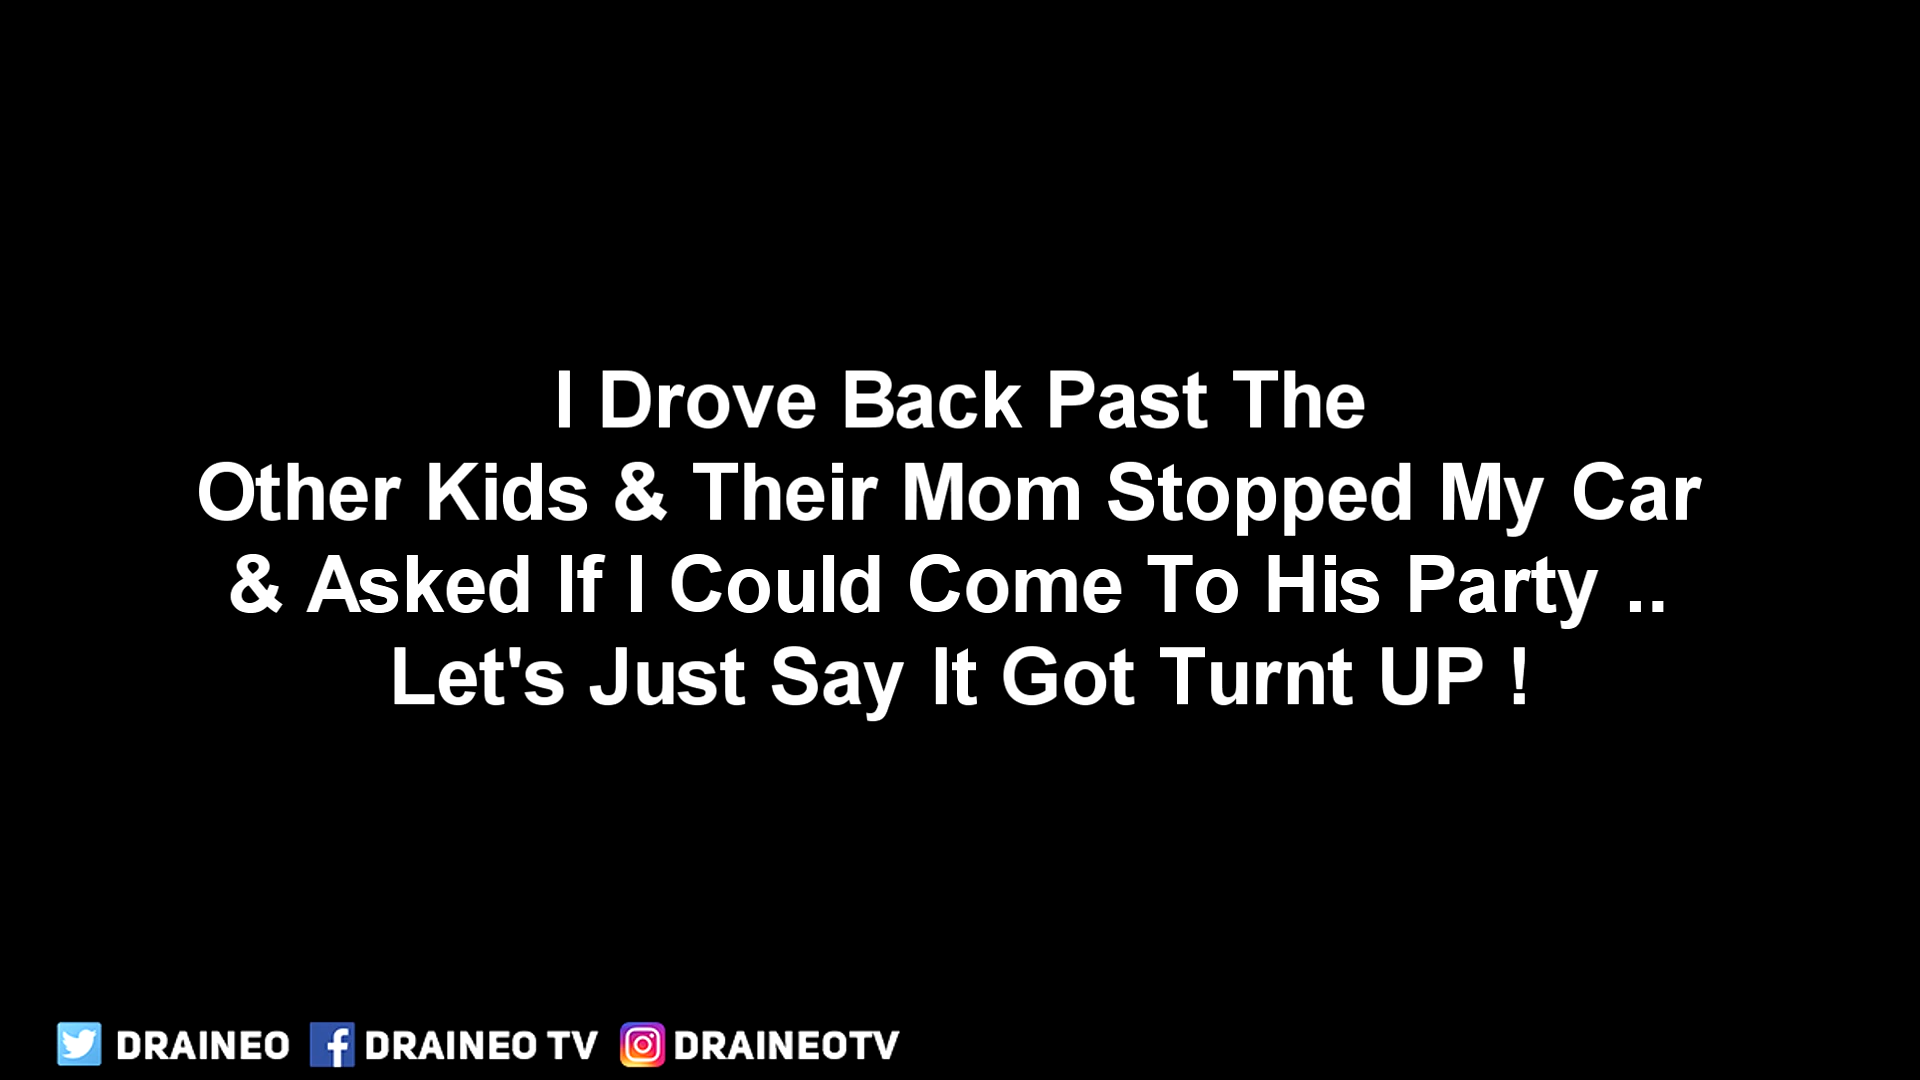 I Drove Back Past The
Other Kids & Their Mom Stopped My Car
& Asked If I Could Come To His Party ..
Let's Just Say It Got Turnt UP !
DRAINEO DRAINEO TV DRAINEOTV